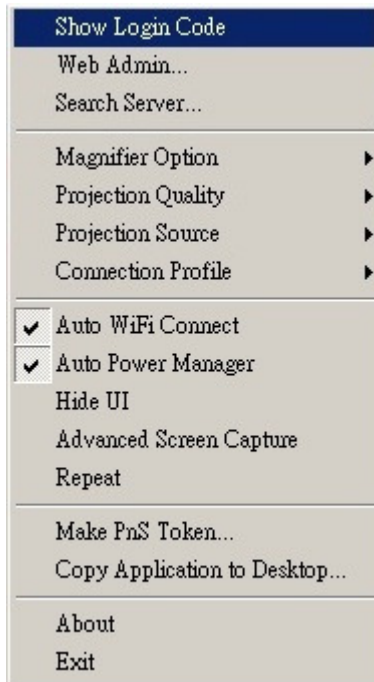 Show Login Code
Web Admin...
Search Server...
Magnifier Option
Projection Quality
Projection Source
Connection Profile
Auto WiFi Connect
Auto Power Manager
Hide UI
Advanced Screen Capture
Repeat
Make PnS Token...
Copy Application to Desktop...
About
Exit